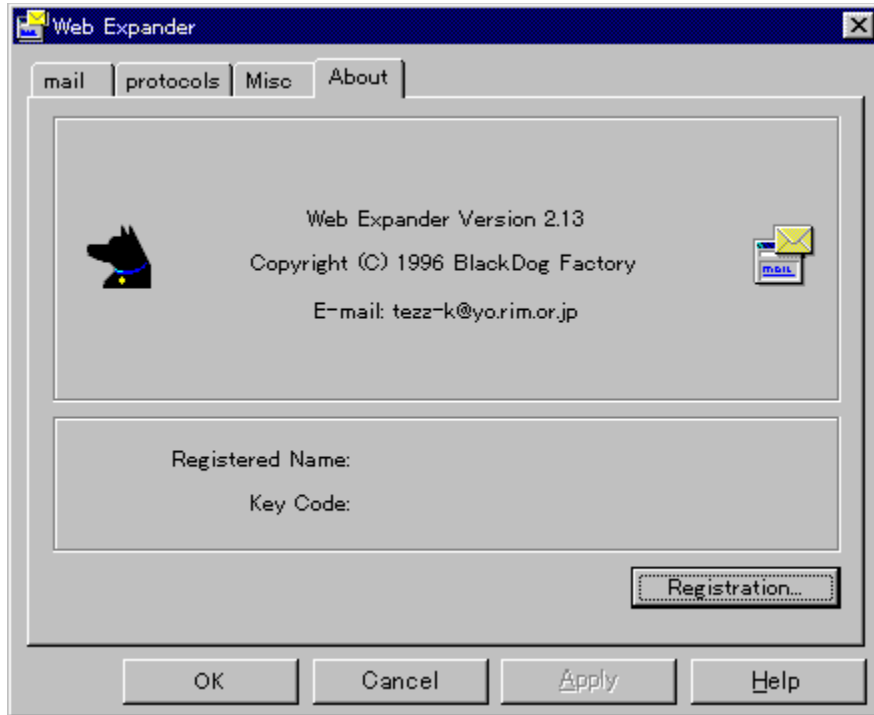 Web Expander
mail protocols Misc About
Web Expander Version 2.13
Copyright (C) 1996 BlackDog Factory
E-mail: tezz-k@yo.rim.or.jp
MAIL
Registered Name:
Key Code:
Registration...
OK Cancel Apply Help